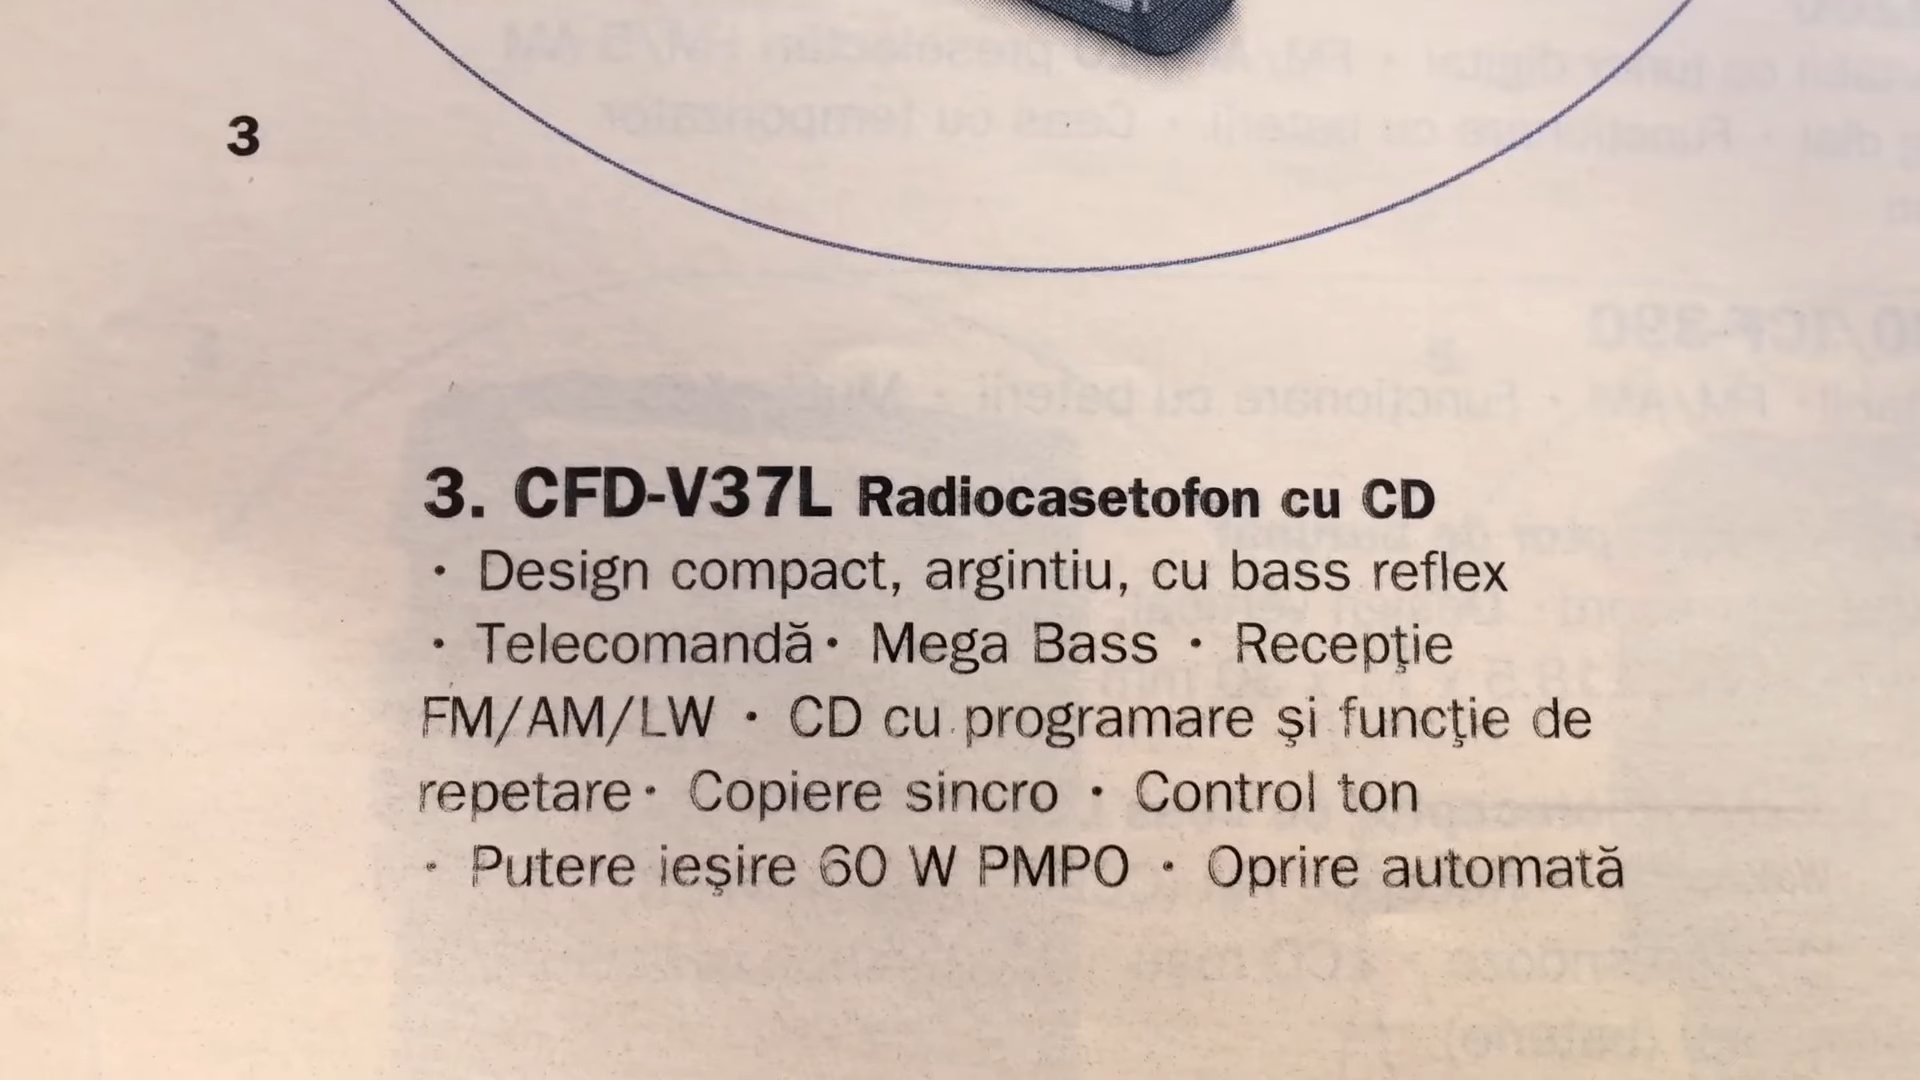 3
3. CFD-V37L Radiocasetofon cu CD
· Design compact, argintiu, cu bass reflex
· Telecomandă · Mega Bass · Recepţie
FM/AM/LW · CD cu programare şi funcţie de
repetare · Copiere sincro · Control ton
· Putere ieşire 60 W PMPO · Oprire automată